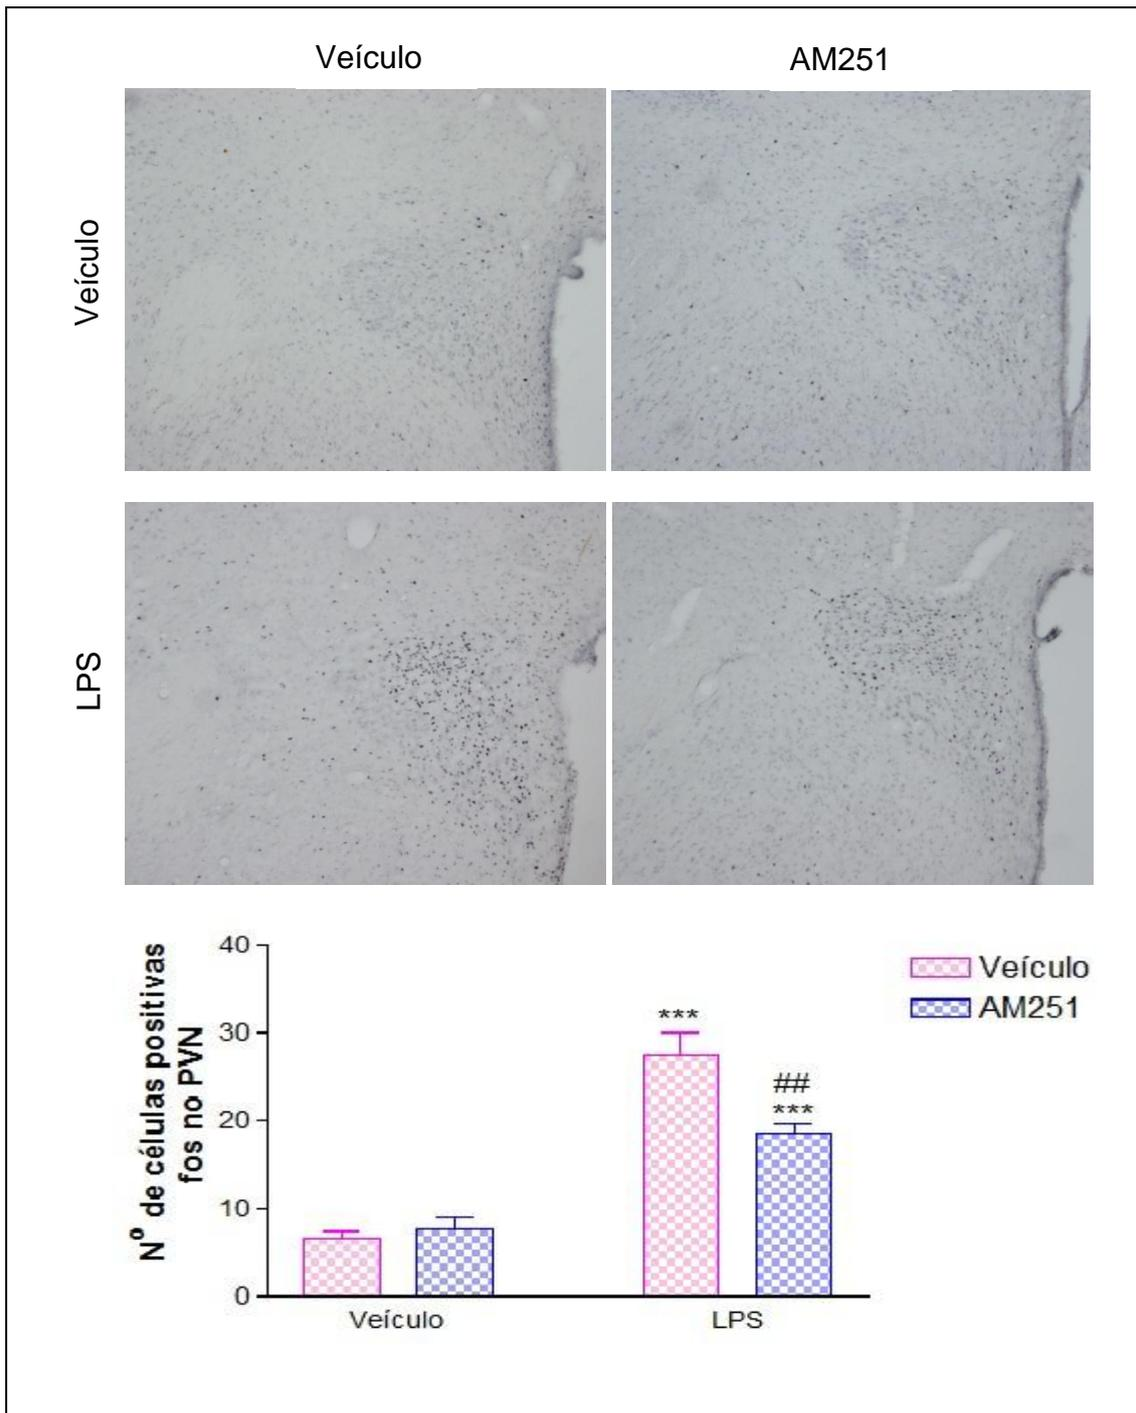 Veículo
AM251
Veículo
LPS
Nº de células positivas
fos no PVN
40
30
20
10
0
***
##
***
Veículo
LPS
Veículo
AM251